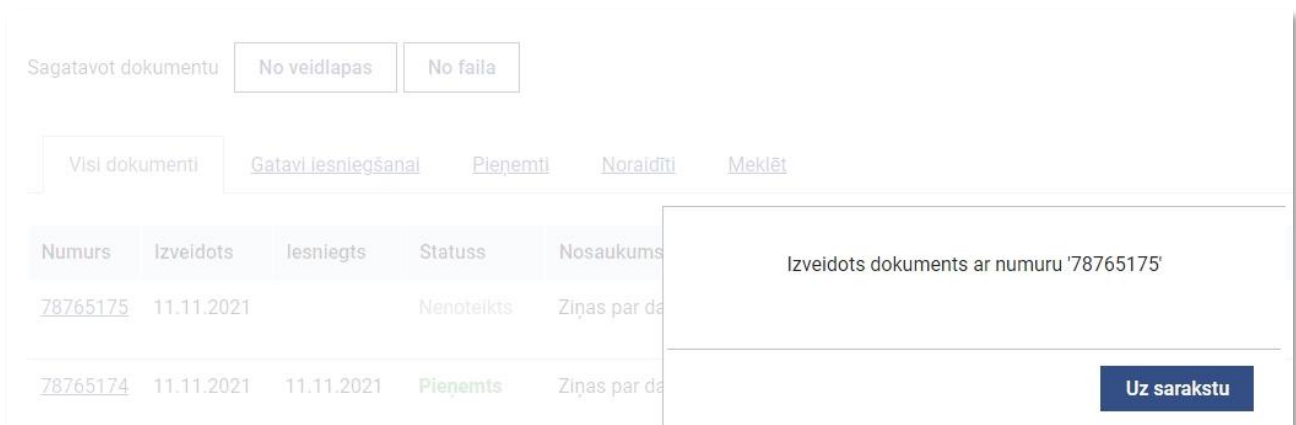 Sagatavot dokumentu No veidlapas No faila
Visi dokumenti Gatavi iesniegšanai Pieņemti Noraidīti Meklēt
Numurs Izveidots Iesniegts Statuss Nosaukums
Izveidots dokuments ar numuru '78765175'
78765175 11.11.2021 Nenoteikts Ziņas par da
78765174 11.11.2021 11.11.2021 Pieņemts Ziņas par da
Uz sarakstu